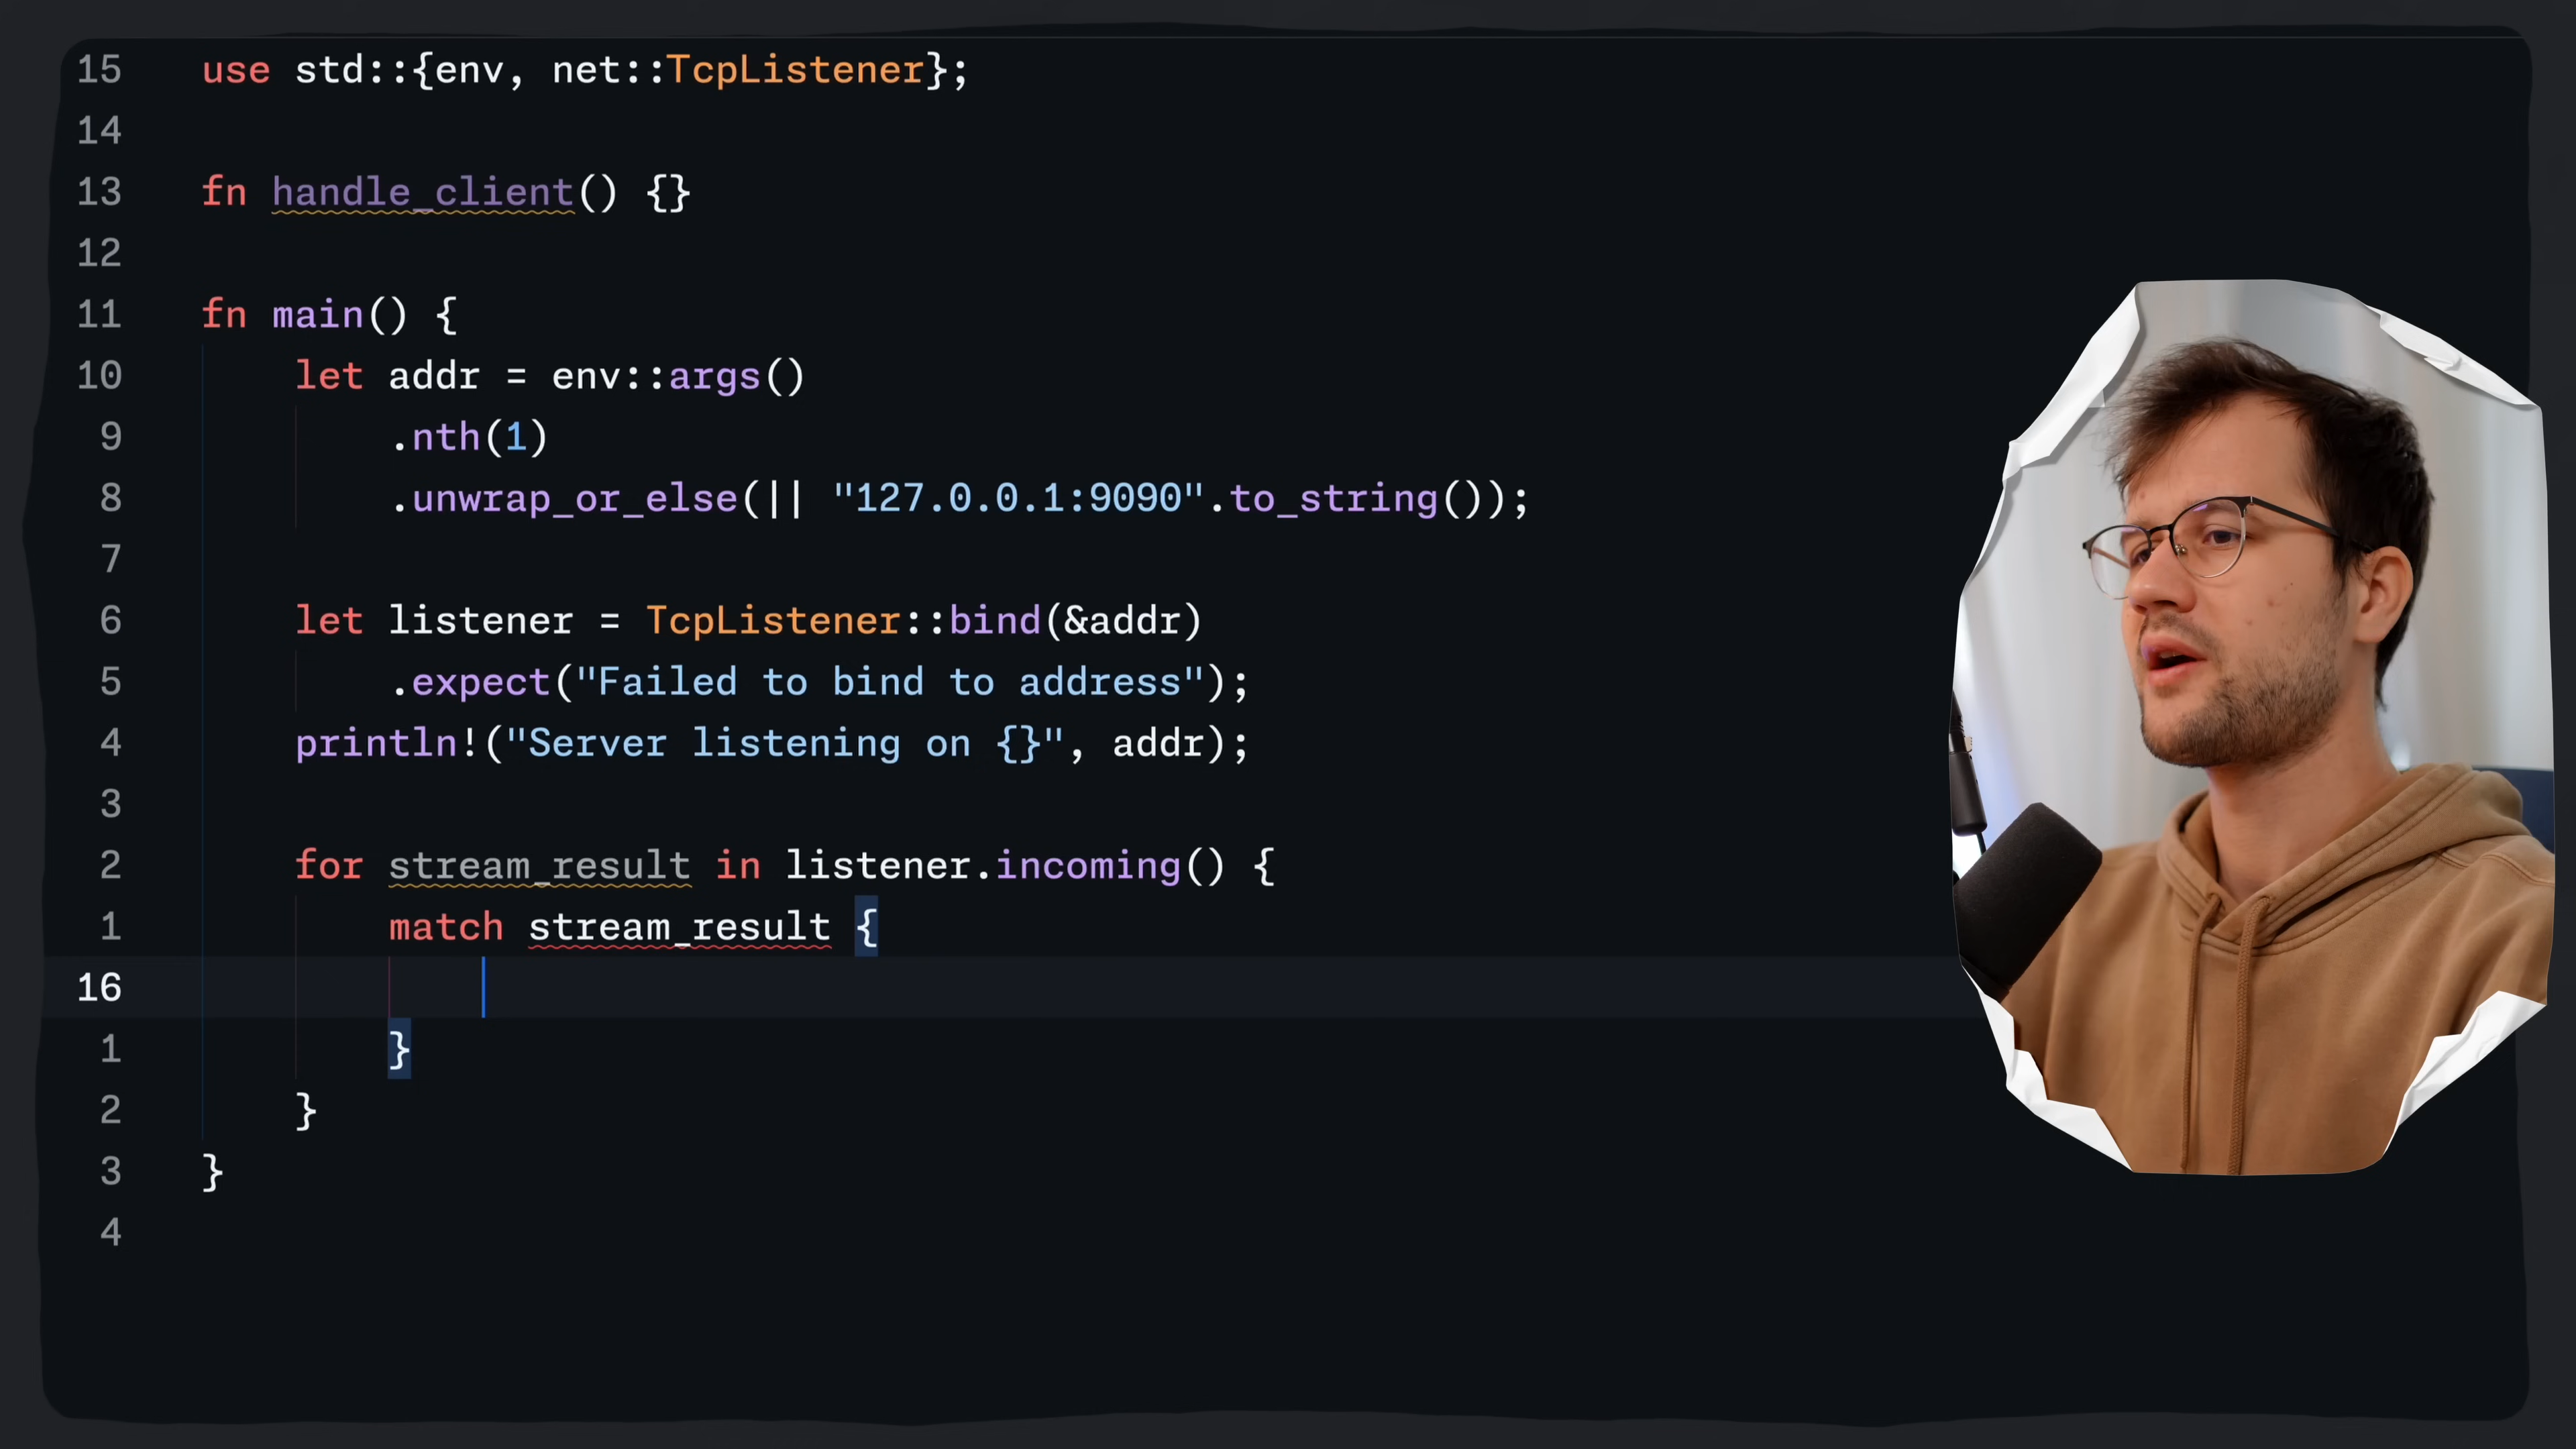 15 use std::{env, net::TcpListener};
14
13 fn handle_client() {}
12
11 fn main() {
10     let addr = env::args()
9         .nth(1)
8         .unwrap_or_else(|| "127.0.0.1:9090".to_string());
7
6     let listener = TcpListener::bind(&addr)
5         .expect("Failed to bind to address");
4     println!("Server listening on {}", addr);
3
2     for stream_result in listener.incoming() {
1         match stream_result {
16
1         }
2     }
3 }
4